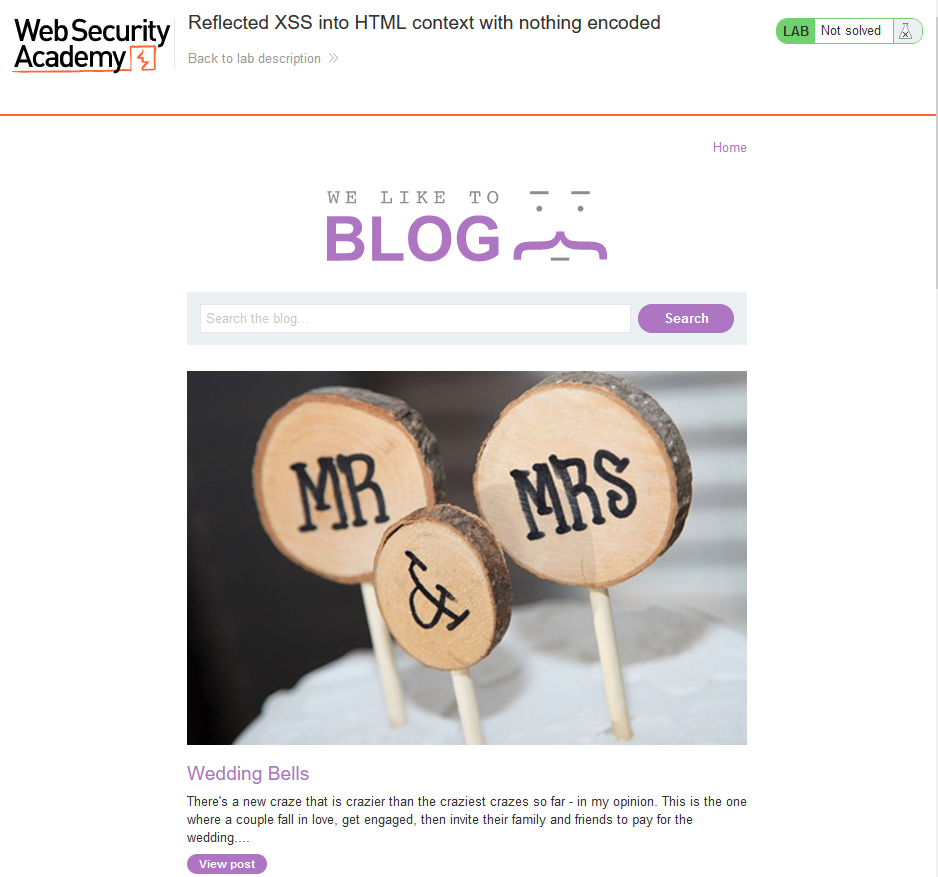 Web Security
Academy
Reflected XSS into HTML context with nothing encoded
Back to lab description
LAB
Not solved
Home
WE LIKE TO
BLOG
Search the blog...
Search
MR
&
MRS
Wedding Bells
There's a new craze that is crazier than the craziest crazes so far - in my opinion. This is the one
where a couple fall in love, get engaged, then invite their family and friends to pay for the
wedding....
View post